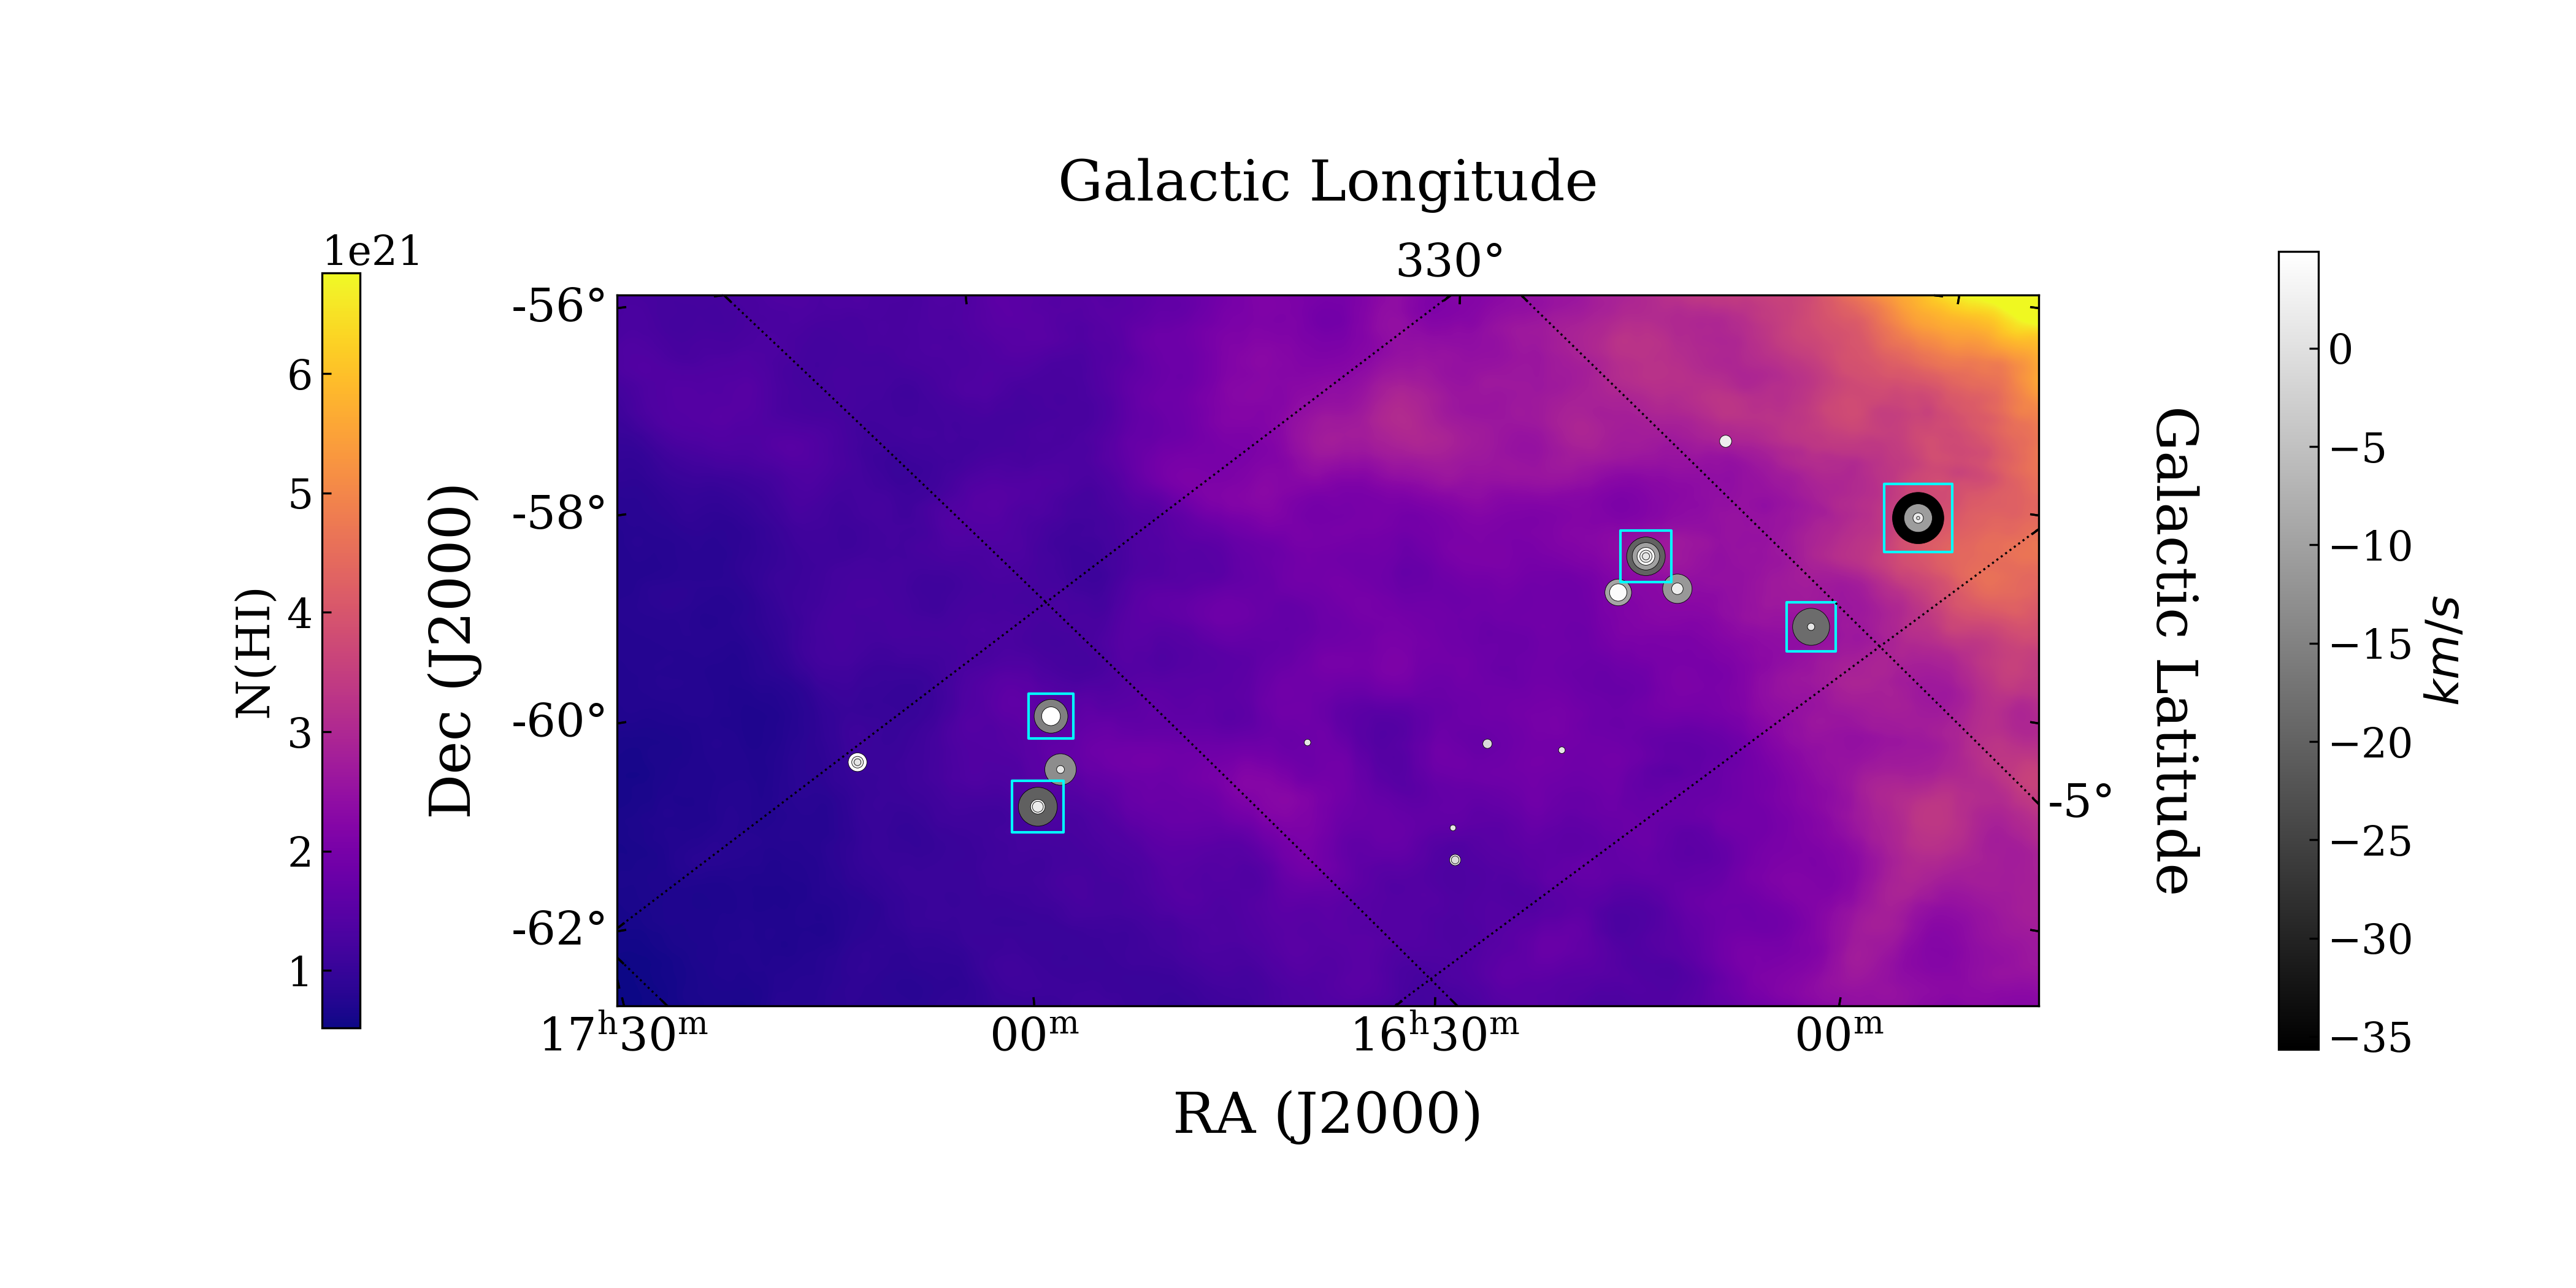 Galactic Longitude
330°
1e21
6
5
4
3
2
1
N(HI)
Dec (J2000)
-56°
-58°
-60°
-62°
17ʰ30ᵐ
00ᵐ
16ʰ30ᵐ
00ᵐ
RA (J2000)
-5°
Galactic Latitude
0
−5
−10
−15
−20
−25
−30
−35
km/s